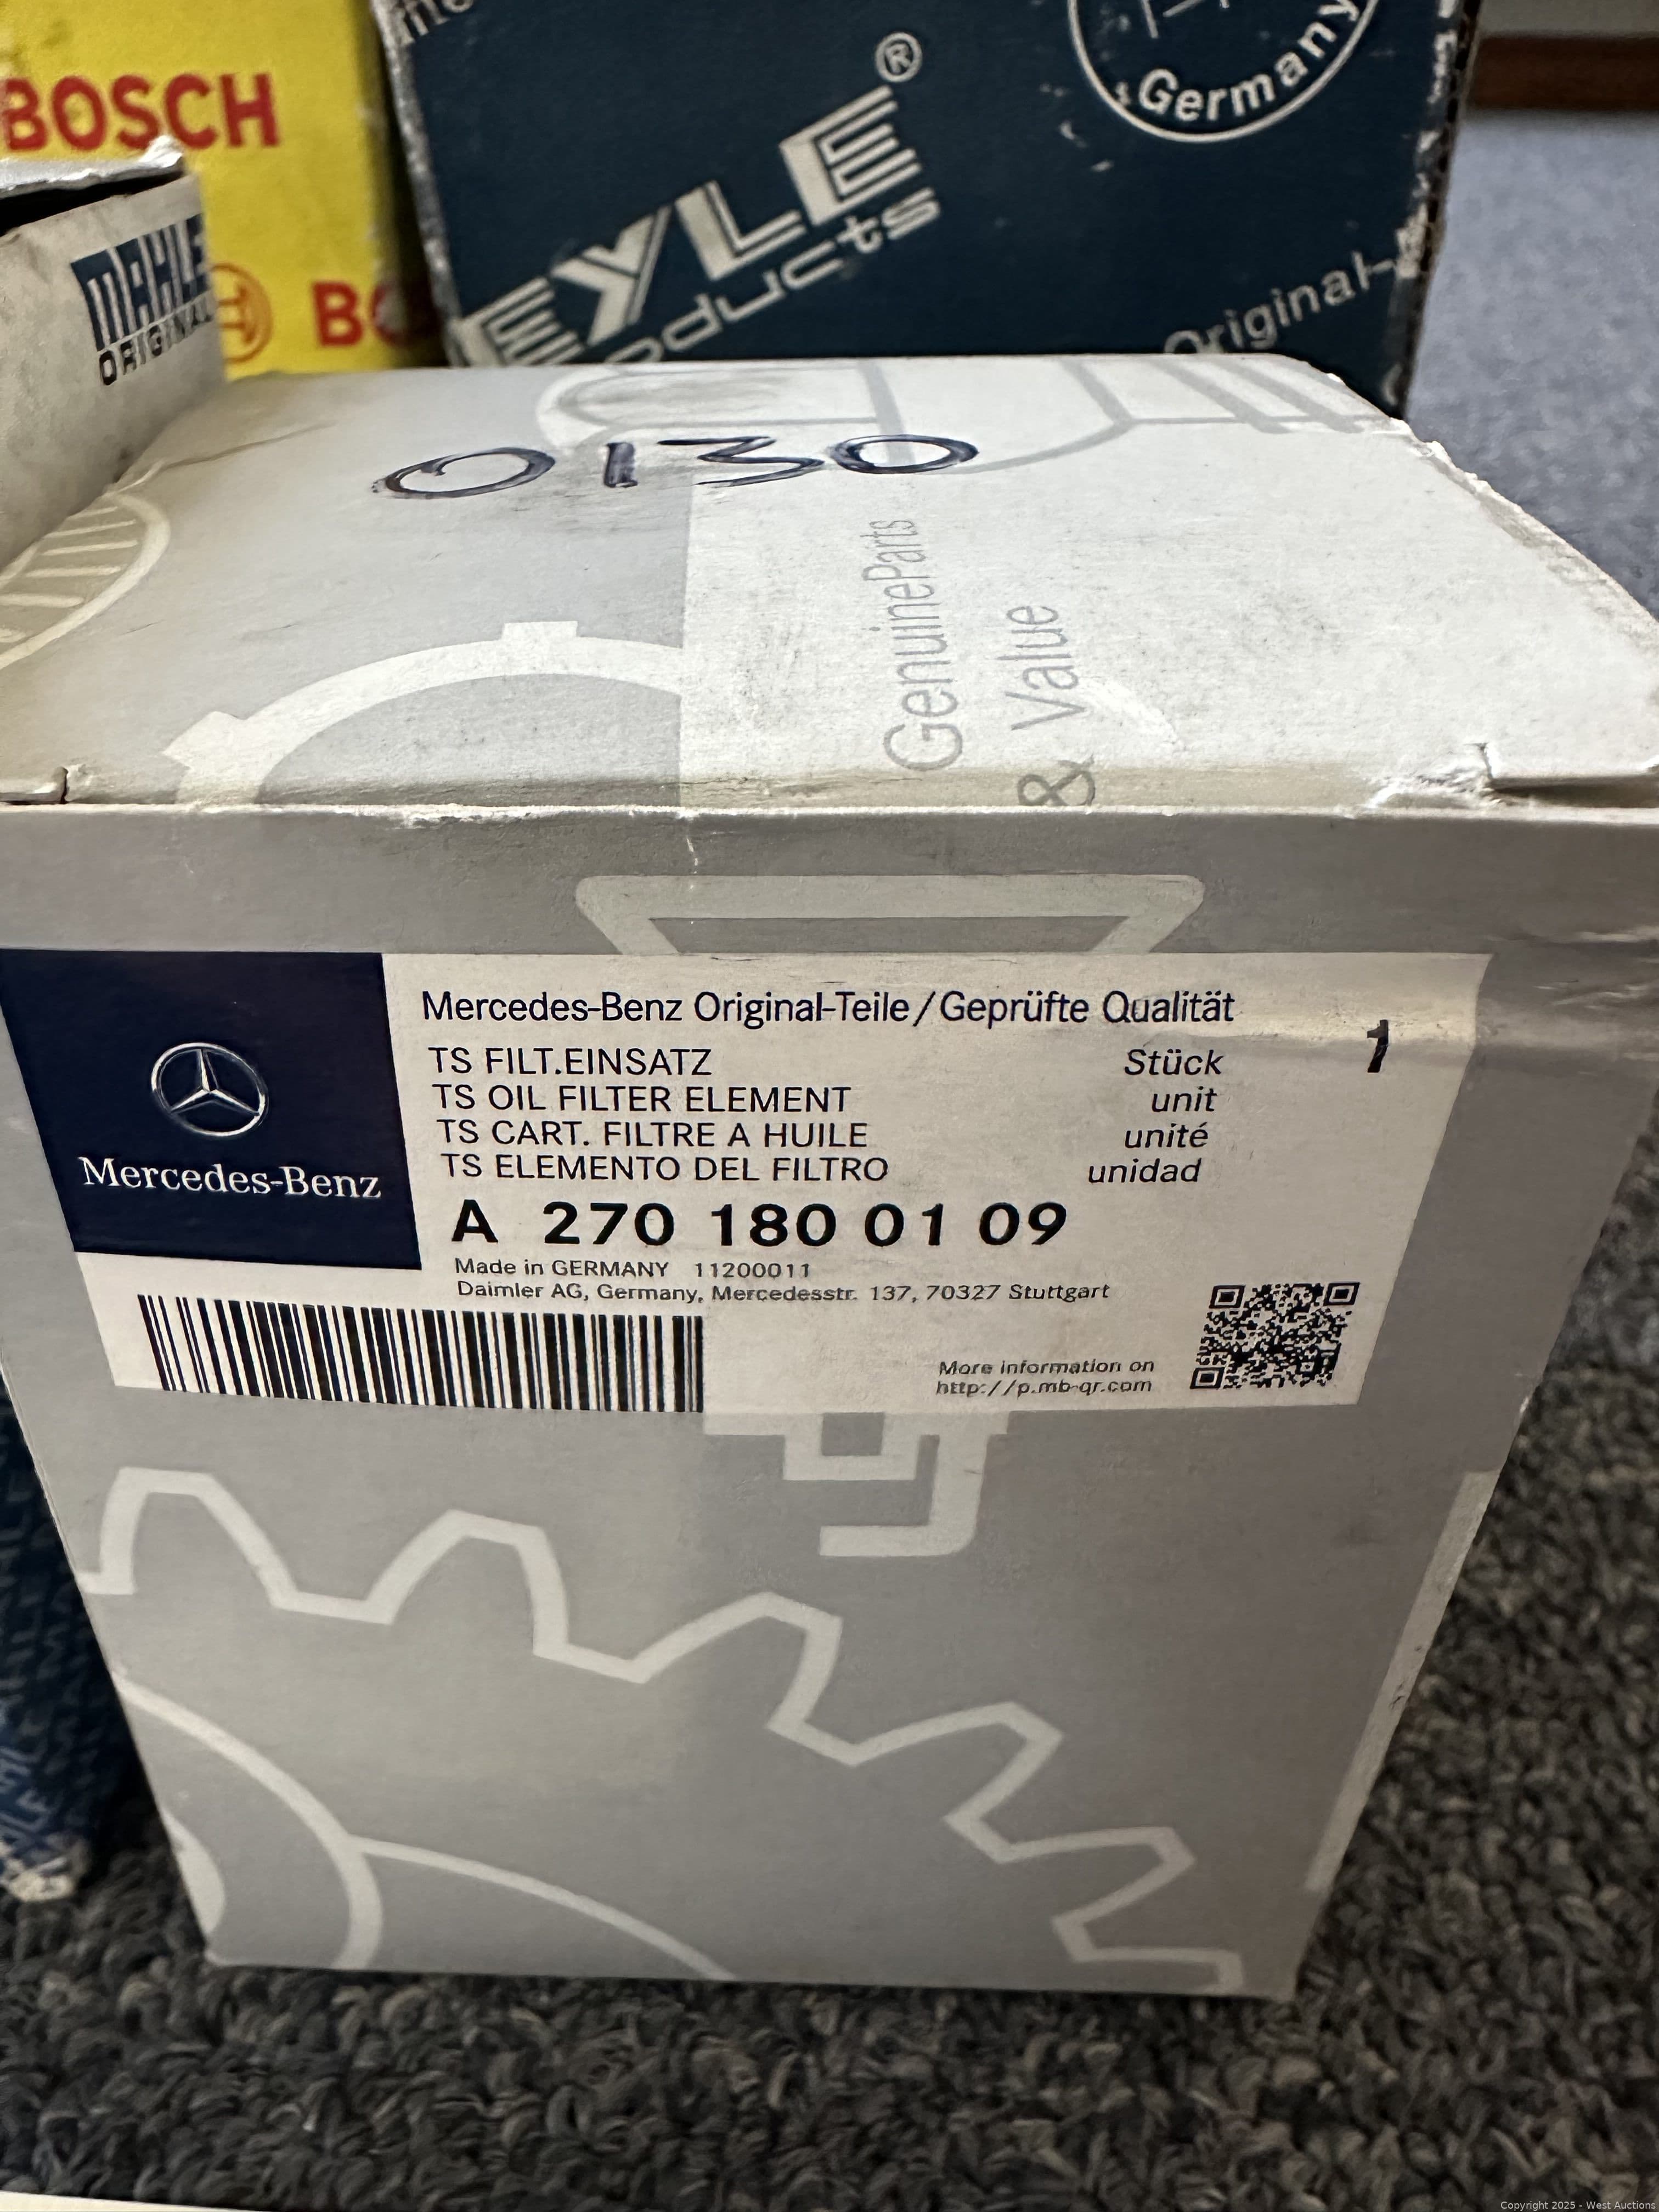 BOSCH
MAHLE
ORIGINAL
EYLE
®
Germany
Original-
0130
GenuineParts
& Value
Mercedes-Benz
Mercedes-Benz Original-Teile/Geprüfte Qualität
TS FILT.EINSATZ Stück 1
TS OIL FILTER ELEMENT unit
TS CART. FILTRE A HUILE unité
TS ELEMENTO DEL FILTRO unidad
A 270 180 01 09
Made in GERMANY 11200011
Daimler AG, Germany, Mercedesstr. 137, 70327 Stuttgart
More information on
http://p.mb-qr.com
Copyright 2025 - West Auctions